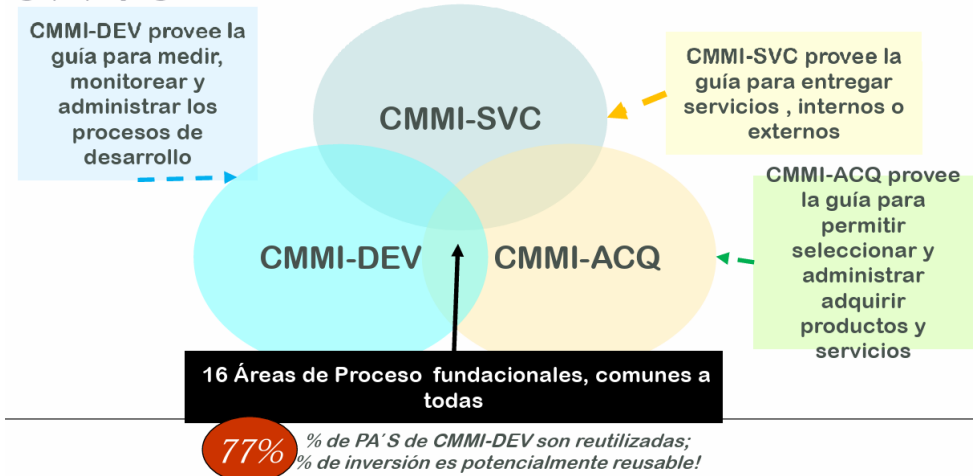 CMMI-DEV provee la
guía para medir,
monitorear y
administrar los
procesos de
desarrollo
CMMI-SVC
CMMI-SVC provee la
guía para entregar
servicios , internos o
externos
CMMI-ACQ provee
la guía para
permitir
seleccionar y
administrar
adquirir
productos y
servicios
CMMI-DEV
CMMI-ACQ
16 Áreas de Proceso fundacionales, comunes a
todas
77%
% de PA´S de CMMI-DEV son reutilizadas;
% de inversión es potencialmente reusable!